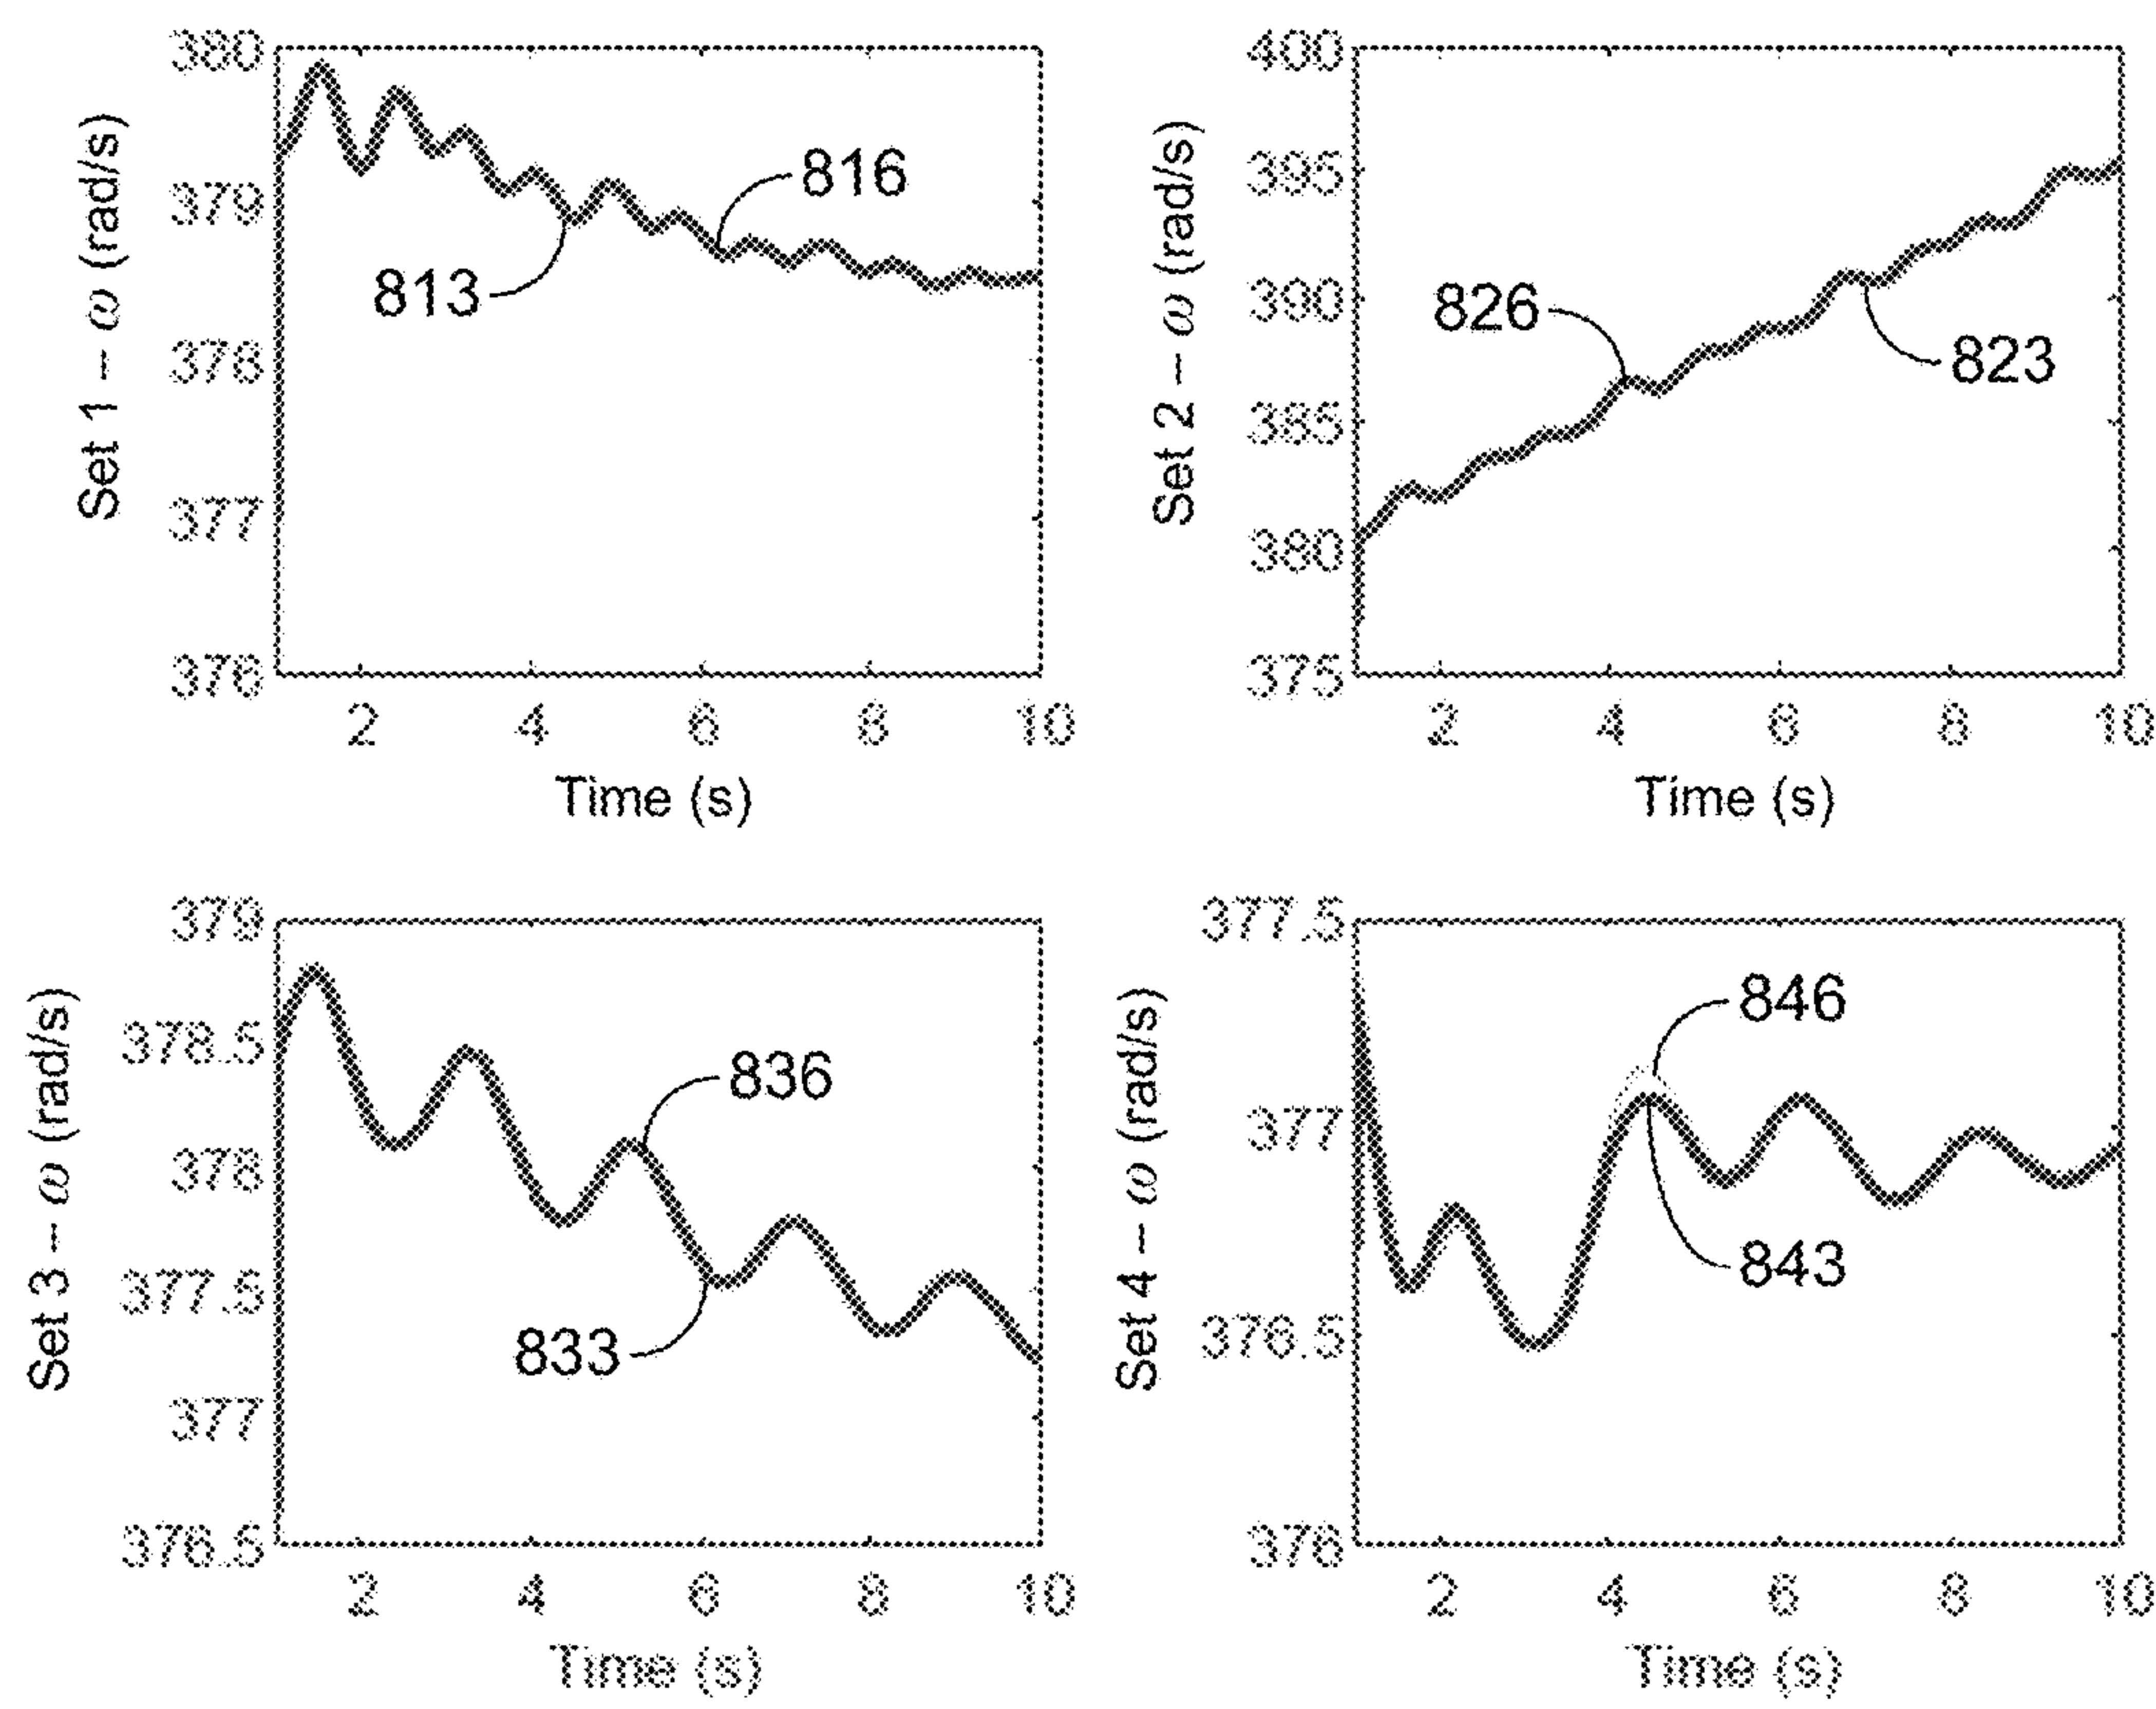 Set 1 – ω (rad/s)
380
379
378
377
376
813
816
2 4 6 8 10
Time (s)
Set 2 – ω (rad/s)
400
395
390
385
380
375
826
823
2 4 6 8 10
Time (s)
Set 3 – ω (rad/s)
379
378.5
378
377.5
377
376.5
836
833
2 4 6 8 10
Time (s)
Set 4 – ω (rad/s)
377.5
377
376.5
376
846
843
2 4 6 8 10
Time (s)